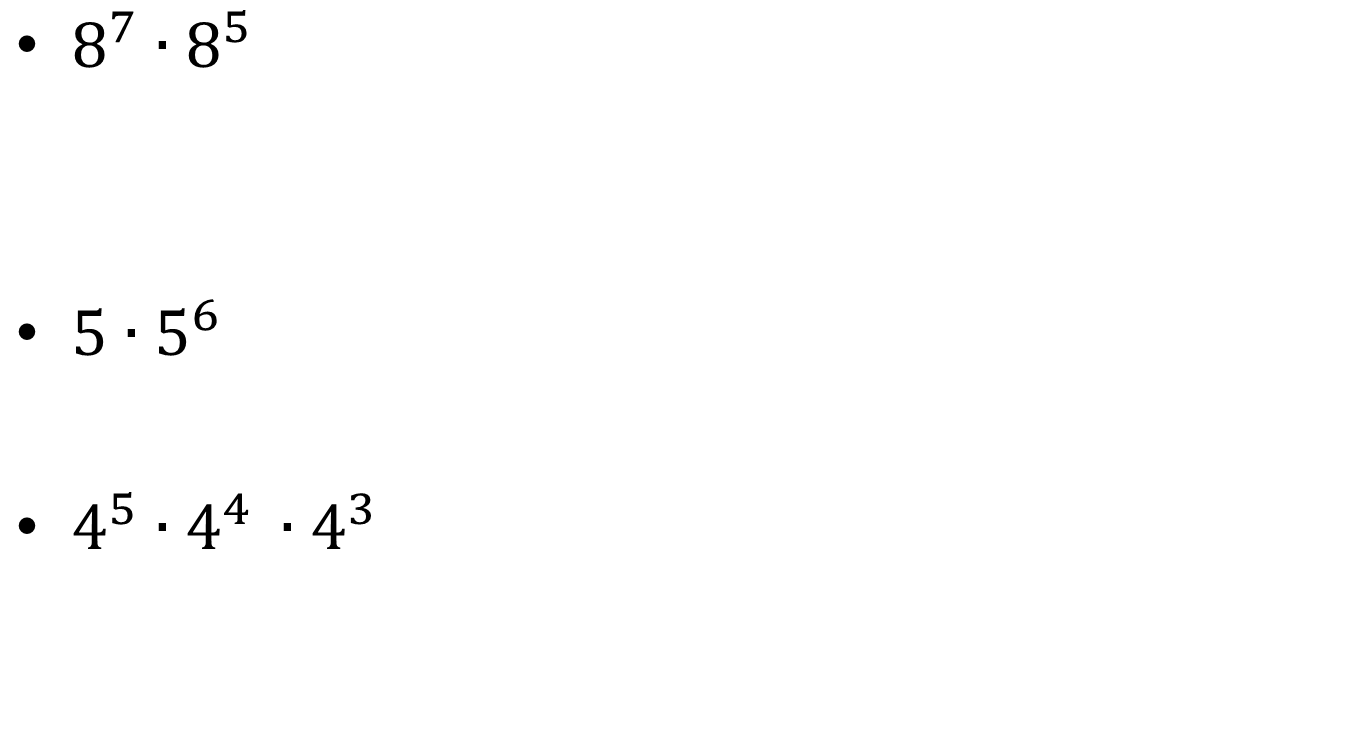 • 8⁷ · 8⁵
• 5 · 5⁶
• 4⁵ · 4⁴ · 4³